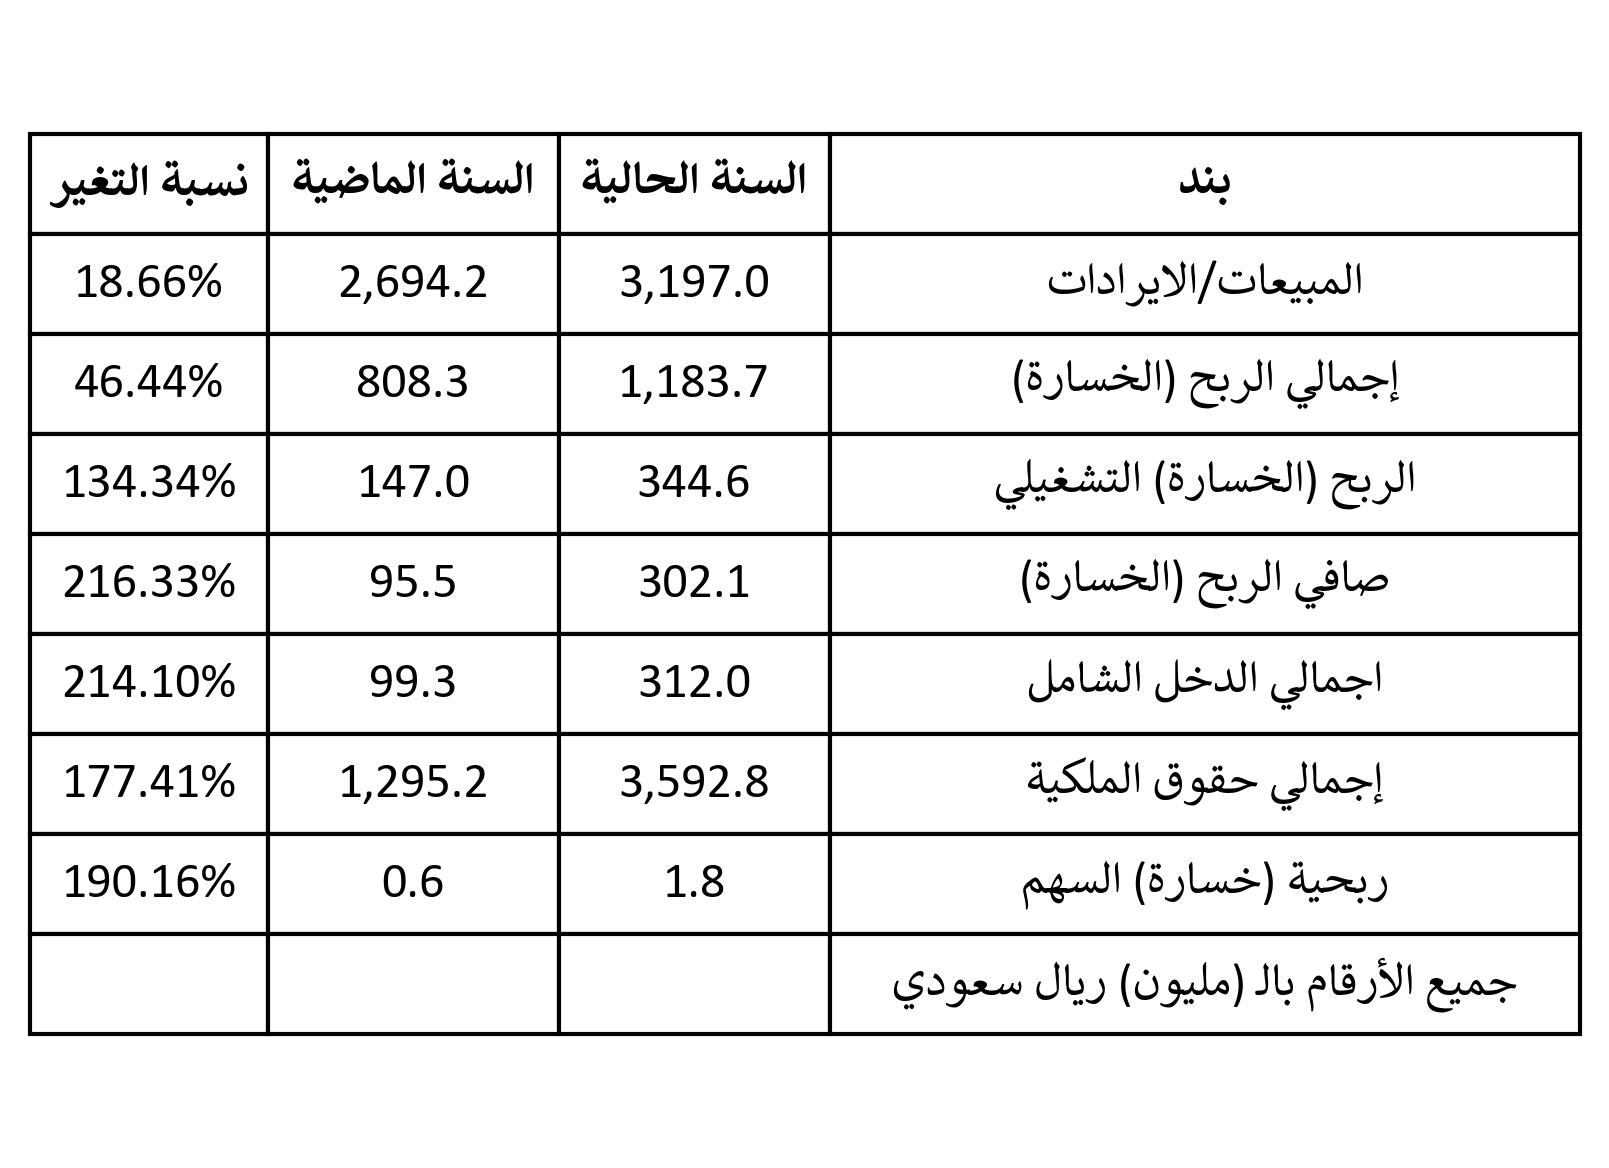 بند السنة الحالية السنة الماضية نسبة التغير
المبيعات/الايرادات 3,197.0 2,694.2 18.66%
إجمالي الربح (الخسارة) 1,183.7 808.3 46.44%
الربح (الخسارة) التشغيلي 344.6 147.0 134.34%
صافي الربح (الخسارة) 302.1 95.5 216.33%
اجمالي الدخل الشامل 312.0 99.3 214.10%
إجمالي حقوق الملكية 3,592.8 1,295.2 177.41%
ربحية (خسارة) السهم 1.8 0.6 190.16%
جميع الأرقام بالـ (مليون) ريال سعودي